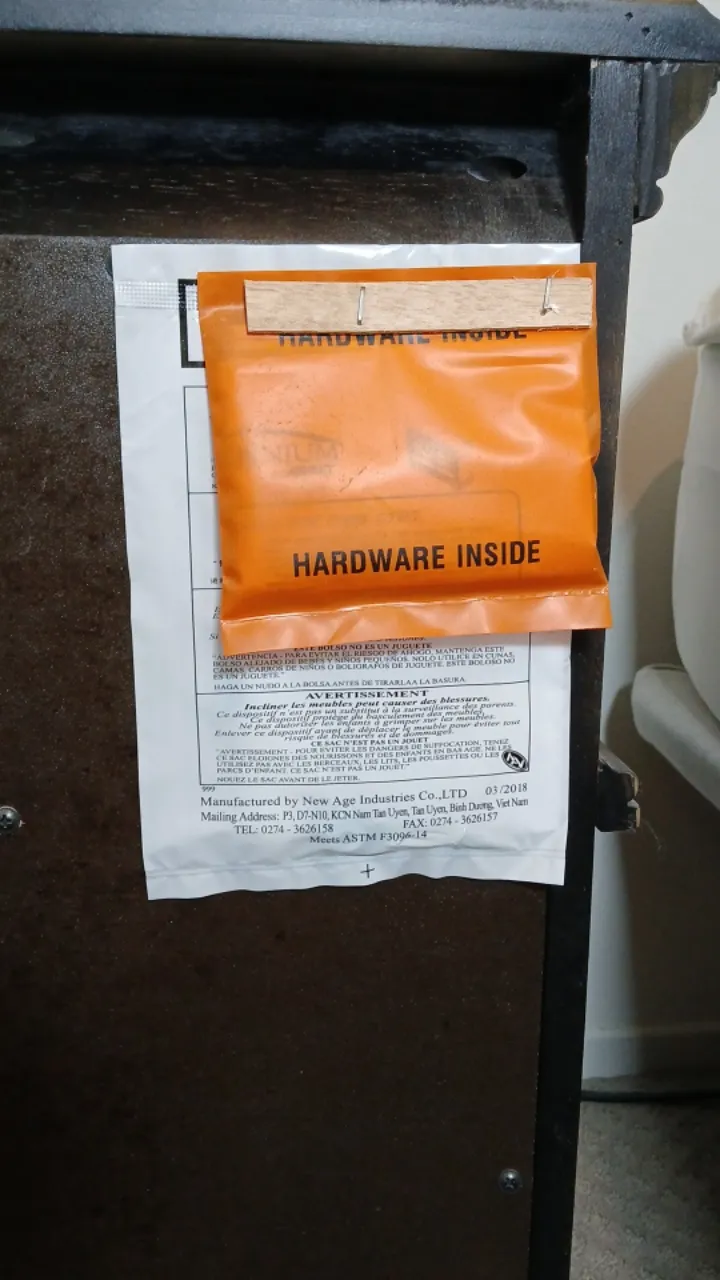 HARDWARE INSIDE
NIUM
HARDWARE INSIDE
ESTE BOLSO NO ES UN JUGUETE
"ADVERTENCIA - PARA EVITAR EL RIESGO DE AHOGO, MANTENGA ESTE
BOLSO ALEJADO DE BEBÉS Y NIÑOS PEQUEÑOS. NOLO UTILICE EN CUNAS,
CAMAS, CARROS DE NIÑOS O BOLIGRAFOS DE JUGUETE. ESTE BOLOSO NO
ES UN JUGUETE."
HAGA UN NUDO A LA BOLSA ANTES DE TIRARLA A LA BASURA.
AVERTISSEMENT
Incliner les meubles peut causer des blessures.
Ce dispositif n'est pas un substitut à la surveillance des parents.
Ce dispositif protège du basculement des meubles.
Ne pas autoriser les enfants à grimper sur les meubles.
Enlever ce dispositif avant de déplacer le meuble pour éviter tout
risque de blessures et de dommages.
CE SAC N'EST PAS UN JOUET
"AVERTISSEMENT - POUR EVITER LES DANGERS DE SUFFOCATION, TENEZ
CE SAC ELOIGNES DES NOURISSONS ET DES ENFANTS EN BAS AGE. NE LES
UTILISEZ PAS AVEC LES BERCEAUX, LES LITS, LES POUSSETTES OU LES
PARCS D'ENFANT. CE SAC N'EST PAS UN JOUET."
NOUEZ LE SAC AVANT DE LE JETER.
999
Manufactured by New Age Industries Co.,LTD 03/2018
Mailing Address: P3, D7-N10, KCN Nam Tan Uyen, Tan Uyen, Binh Duong, Viet Nam
TEL: 0274 - 3626158 FAX: 0274 - 3626157
Meets ASTM F3096-14